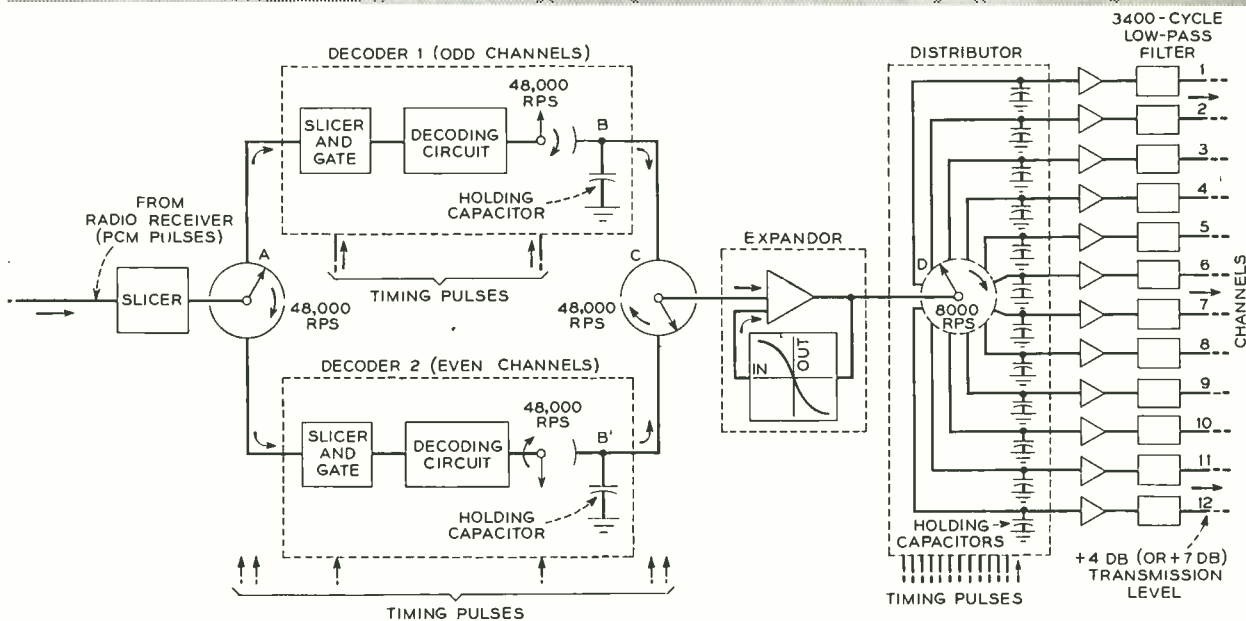 3400-CYCLE
LOW-PASS
FILTER
DECODER 1 (ODD CHANNELS)
48,000
RPS
SLICER
AND
GATE
DECODING
CIRCUIT
B
HOLDING
CAPACITOR
FROM
RADIO RECEIVER
(PCM PULSES)
SLICER
A
48,000
RPS
TIMING PULSES
C
48,000
RPS
EXPANDOR
IN
OUT
DECODER 2 (EVEN CHANNELS)
48,000
RPS
SLICER
AND
GATE
DECODING
CIRCUIT
B'
HOLDING
CAPACITOR
TIMING PULSES
DISTRIBUTOR
D
8000
RPS
HOLDING
CAPACITORS
TIMING PULSES
1
2
3
4
5
6
7
8
9
10
11
12
CHANNELS
+4 DB (OR +7 DB)
TRANSMISSION
LEVEL